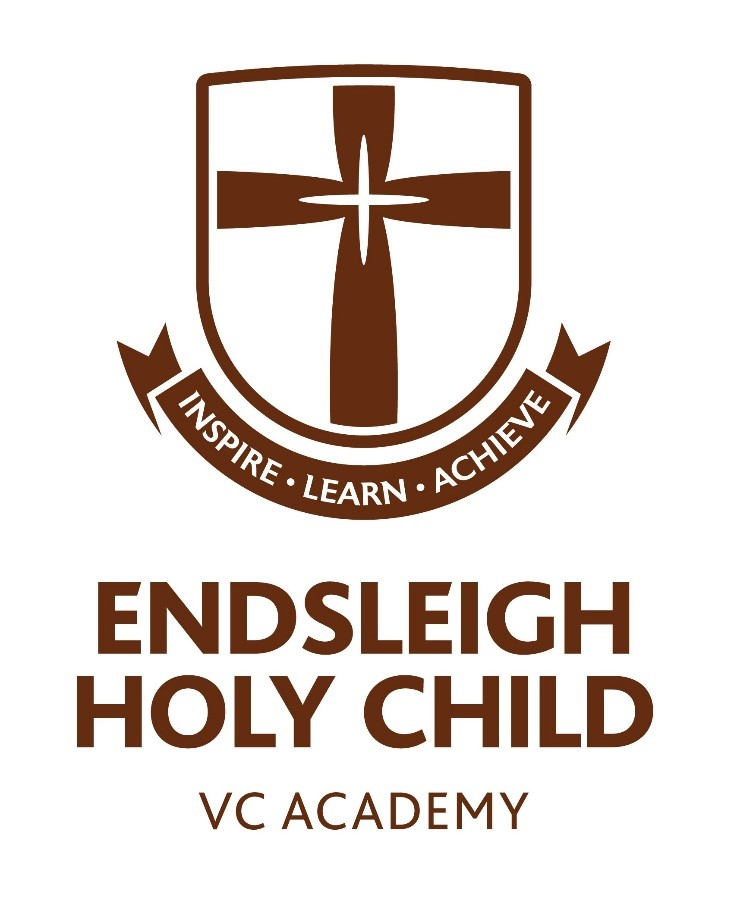 INSPIRE • LEARN • ACHIEVE
ENDSLEIGH
HOLY CHILD
VC ACADEMY